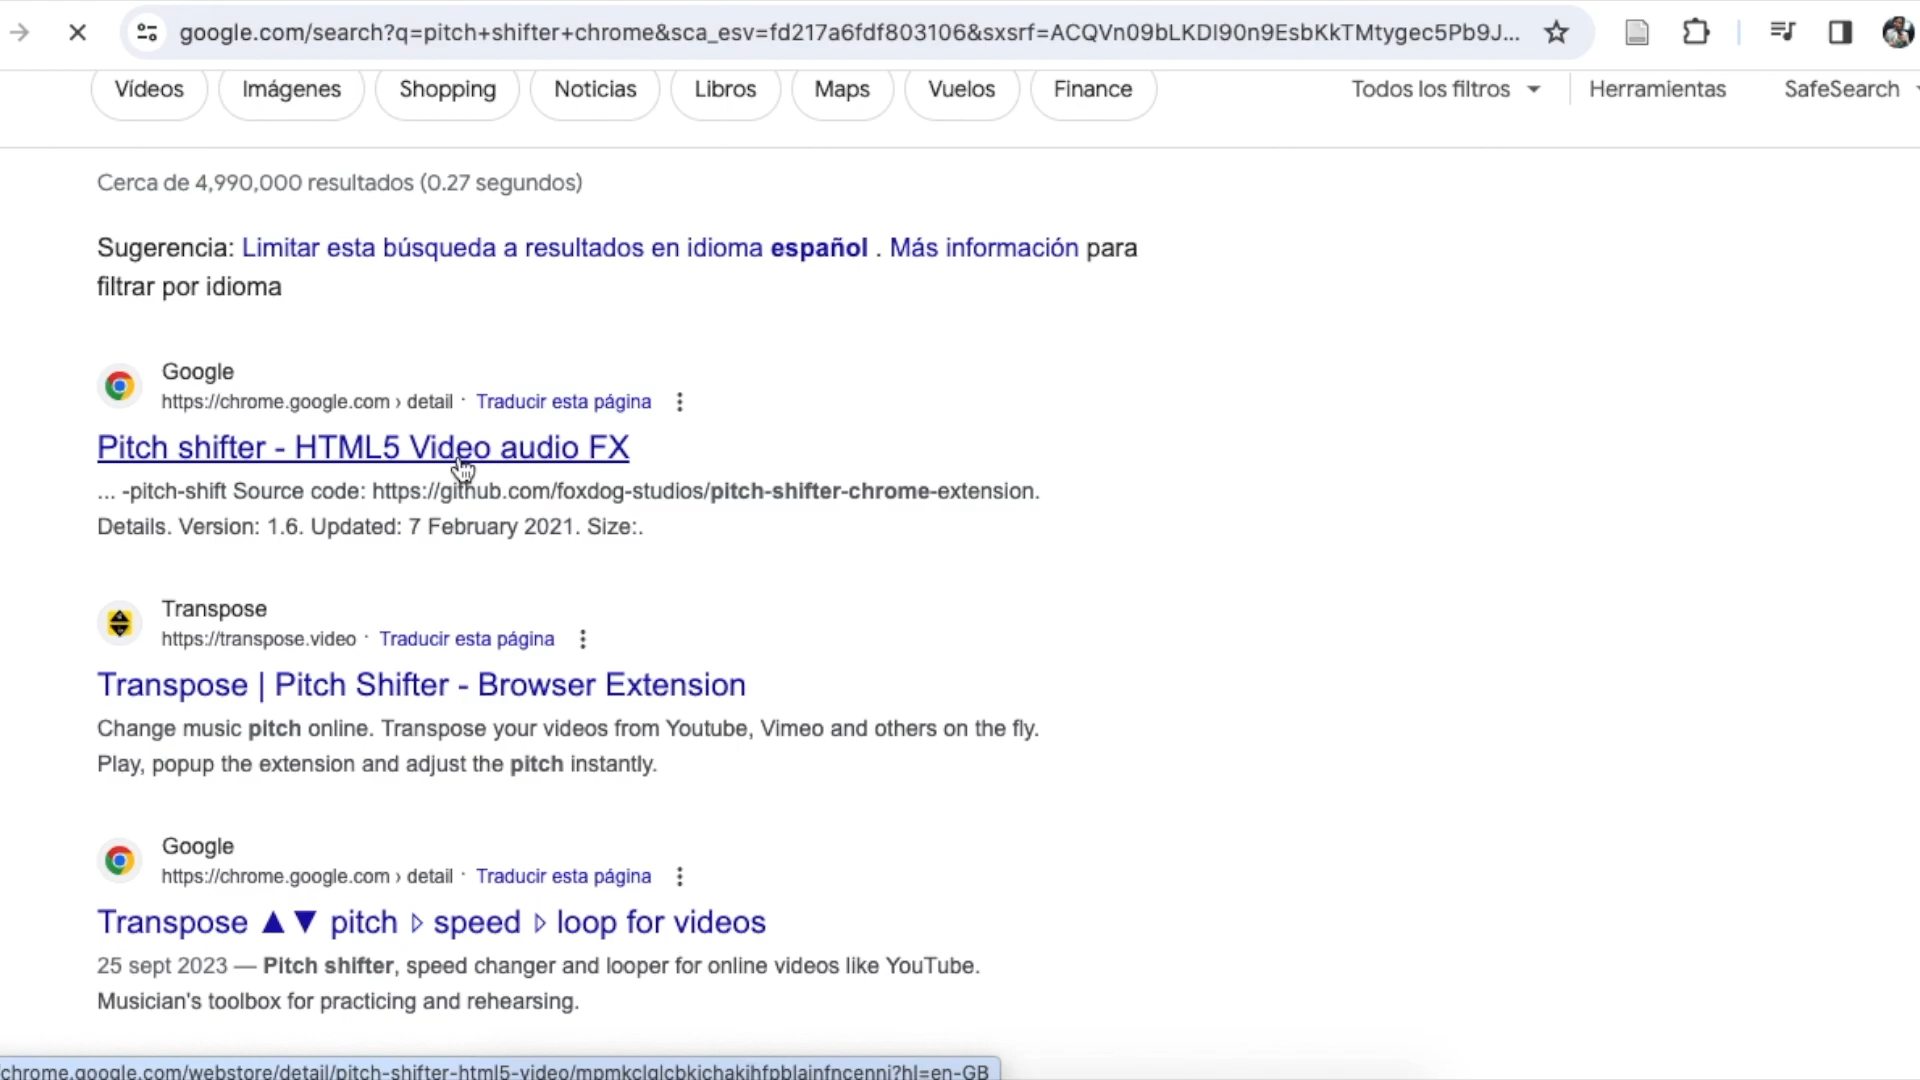 google.com/search?q=pitch+shifter+chrome&sca_esv=fd217a6fdf803106&sxsrf=ACQVn09bLKDI90n9EsbKkTMtygec5Pb9J...
Vídeos Imágenes Shopping Noticias Libros Maps Vuelos Finance Todos los filtros Herramientas SafeSearch
Cerca de 4,990,000 resultados (0.27 segundos)
Sugerencia: Limitar esta búsqueda a resultados en idioma español . Más información para
filtrar por idioma
Google
https://chrome.google.com › detail · Traducir esta página
Pitch shifter - HTML5 Video audio FX
... -pitch-shift Source code: https://github.com/foxdog-studios/pitch-shifter-chrome-extension.
Details. Version: 1.6. Updated: 7 February 2021. Size:.
Transpose
https://transpose.video · Traducir esta página
Transpose | Pitch Shifter - Browser Extension
Change music pitch online. Transpose your videos from Youtube, Vimeo and others on the fly.
Play, popup the extension and adjust the pitch instantly.
Google
https://chrome.google.com › detail · Traducir esta página
Transpose ▲▼ pitch ▹ speed ▹ loop for videos
25 sept 2023 — Pitch shifter, speed changer and looper for online videos like YouTube.
Musician's toolbox for practicing and rehearsing.
chrome.google.com/webstore/detail/pitch-shifter-html5-video/mpmkclglcbkjchakihfpblainfncennj?hl=en-GB